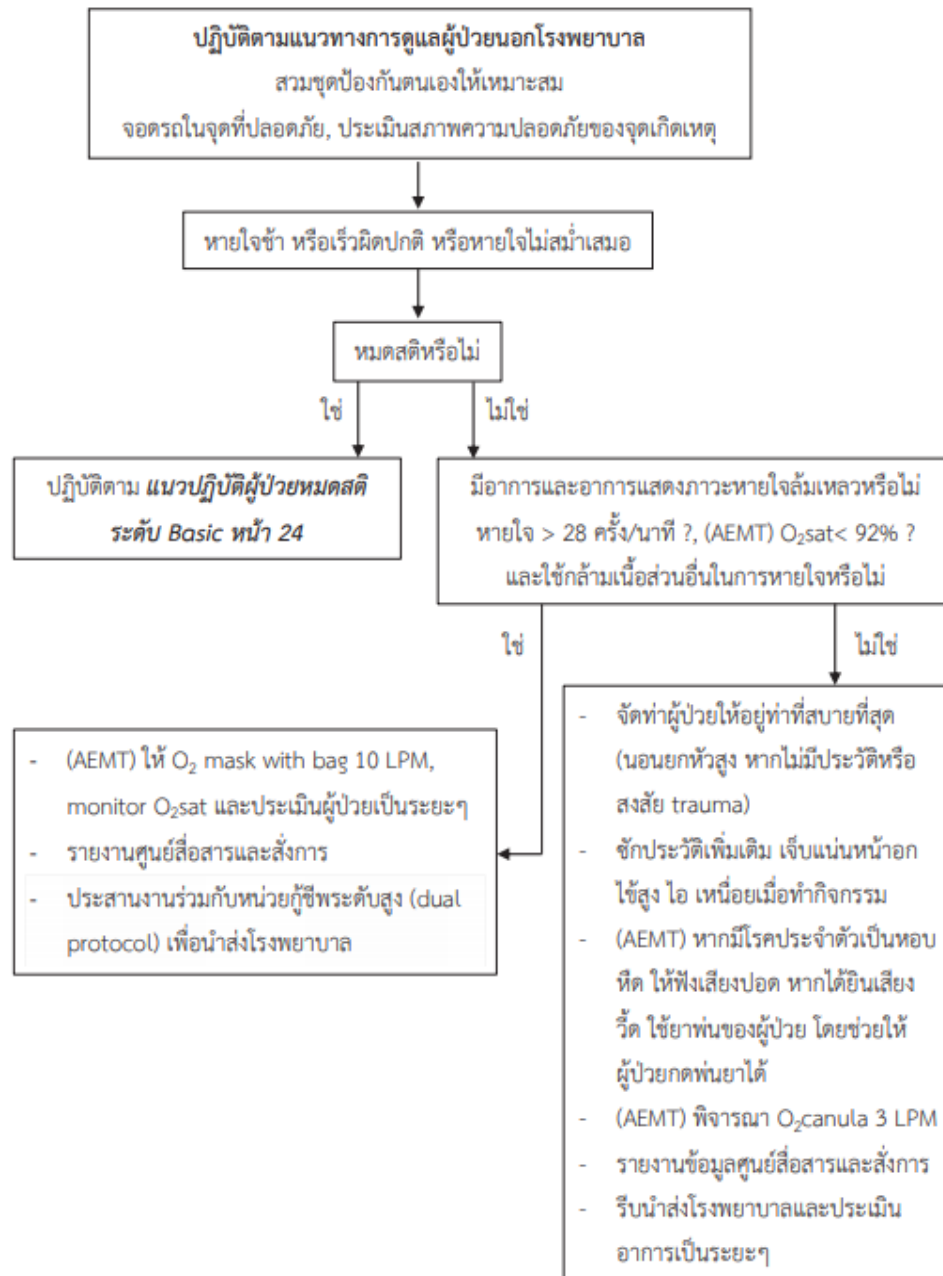 ปฏิบัติตามแนวทางการดูแลผู้ป่วยนอกโรงพยาบาล
สวมชุดป้องกันตนเองให้เหมาะสม
จอดรถในจุดที่ปลอดภัย, ประเมินสภาพความปลอดภัยของจุดเกิดเหตุ
หายใจช้า หรือเร็วผิดปกติ หรือหายใจไม่สม่ำเสมอ
หมดสติหรือไม่
ใช่
ไม่ใช่
ปฏิบัติตาม แนวปฏิบัติผู้ป่วยหมดสติ
ระดับ Basic หน้า 24
มีอาการและอาการแสดงภาวะหายใจล้มเหลวหรือไม่
หายใจ > 28 ครั้ง/นาที ?, (AEMT) O₂sat< 92% ?
และใช้กล้ามเนื้อส่วนอื่นในการหายใจหรือไม่
ใช่
ไม่ใช่
- (AEMT) ให้ O₂ mask with bag 10 LPM,
monitor O₂sat และประเมินผู้ป่วยเป็นระยะๆ
- รายงานศูนย์สื่อสารและสั่งการ
- ประสานงานร่วมกับหน่วยกู้ชีพระดับสูง (dual
protocol) เพื่อนำส่งโรงพยาบาล
- จัดท่าผู้ป่วยให้อยู่ท่าที่สบายที่สุด
(นอนยกหัวสูง หากไม่มีประวัติหรือ
สงสัย trauma)
- ซักประวัติเพิ่มเติม เจ็บแน่นหน้าอก
ไข้สูง ไอ เหนื่อยเมื่อทำกิจกรรม
- (AEMT) หากมีโรคประจำตัวเป็นหอบ
หืด ให้ฟังเสียงปอด หากได้ยินเสียง
วี้ด ใช้ยาพ่นของผู้ป่วย โดยช่วยให้
ผู้ป่วยกดพ่นยาได้
- (AEMT) พิจารณา O₂canula 3 LPM
- รายงานข้อมูลศูนย์สื่อสารและสั่งการ
- รีบนำส่งโรงพยาบาลและประเมิน
อาการเป็นระยะๆ